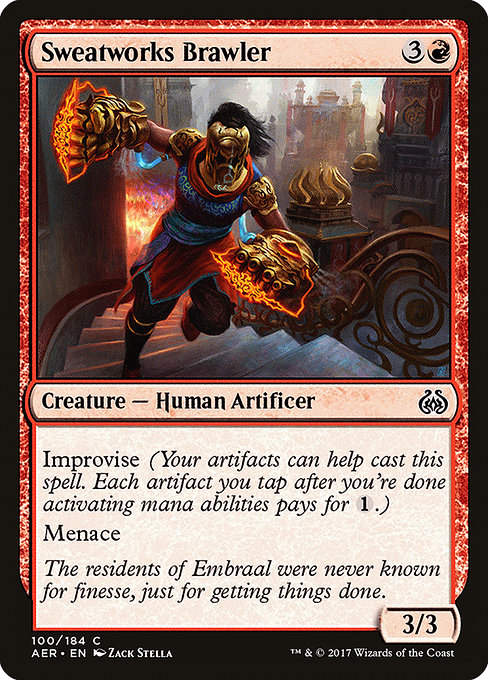 Sweatworks Brawler 3
Creature — Human Artificer
Improvise (Your artifacts can help cast this
spell. Each artifact you tap after you're done
activating mana abilities pays for 1.)
Menace
The residents of Embraal were never known
for finesse, just for getting things done.
3/3
100/184 C
AER • EN Zack Stella
™ & © 2017 Wizards of the Coast